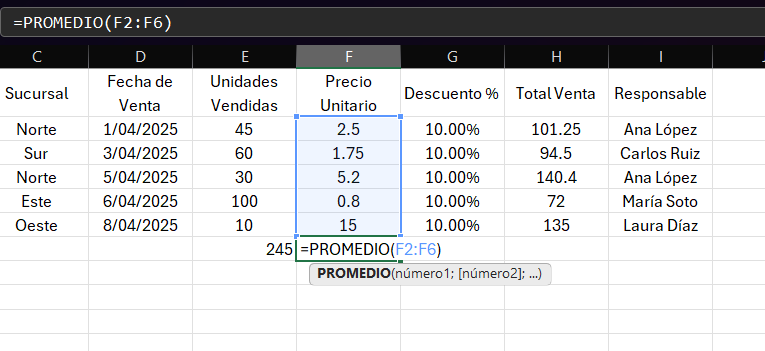 =PROMEDIO(F2:F6)
C D E F G H I
Sucursal Fecha de Venta Unidades Vendidas Precio Unitario Descuento % Total Venta Responsable
Norte 1/04/2025 45 2.5 10.00% 101.25 Ana López
Sur 3/04/2025 60 1.75 10.00% 94.5 Carlos Ruiz
Norte 5/04/2025 30 5.2 10.00% 140.4 Ana López
Este 6/04/2025 100 0.8 10.00% 72 María Soto
Oeste 8/04/2025 10 15 10.00% 135 Laura Díaz
245 =PROMEDIO(F2:F6)
PROMEDIO(número1; [número2]; ...)